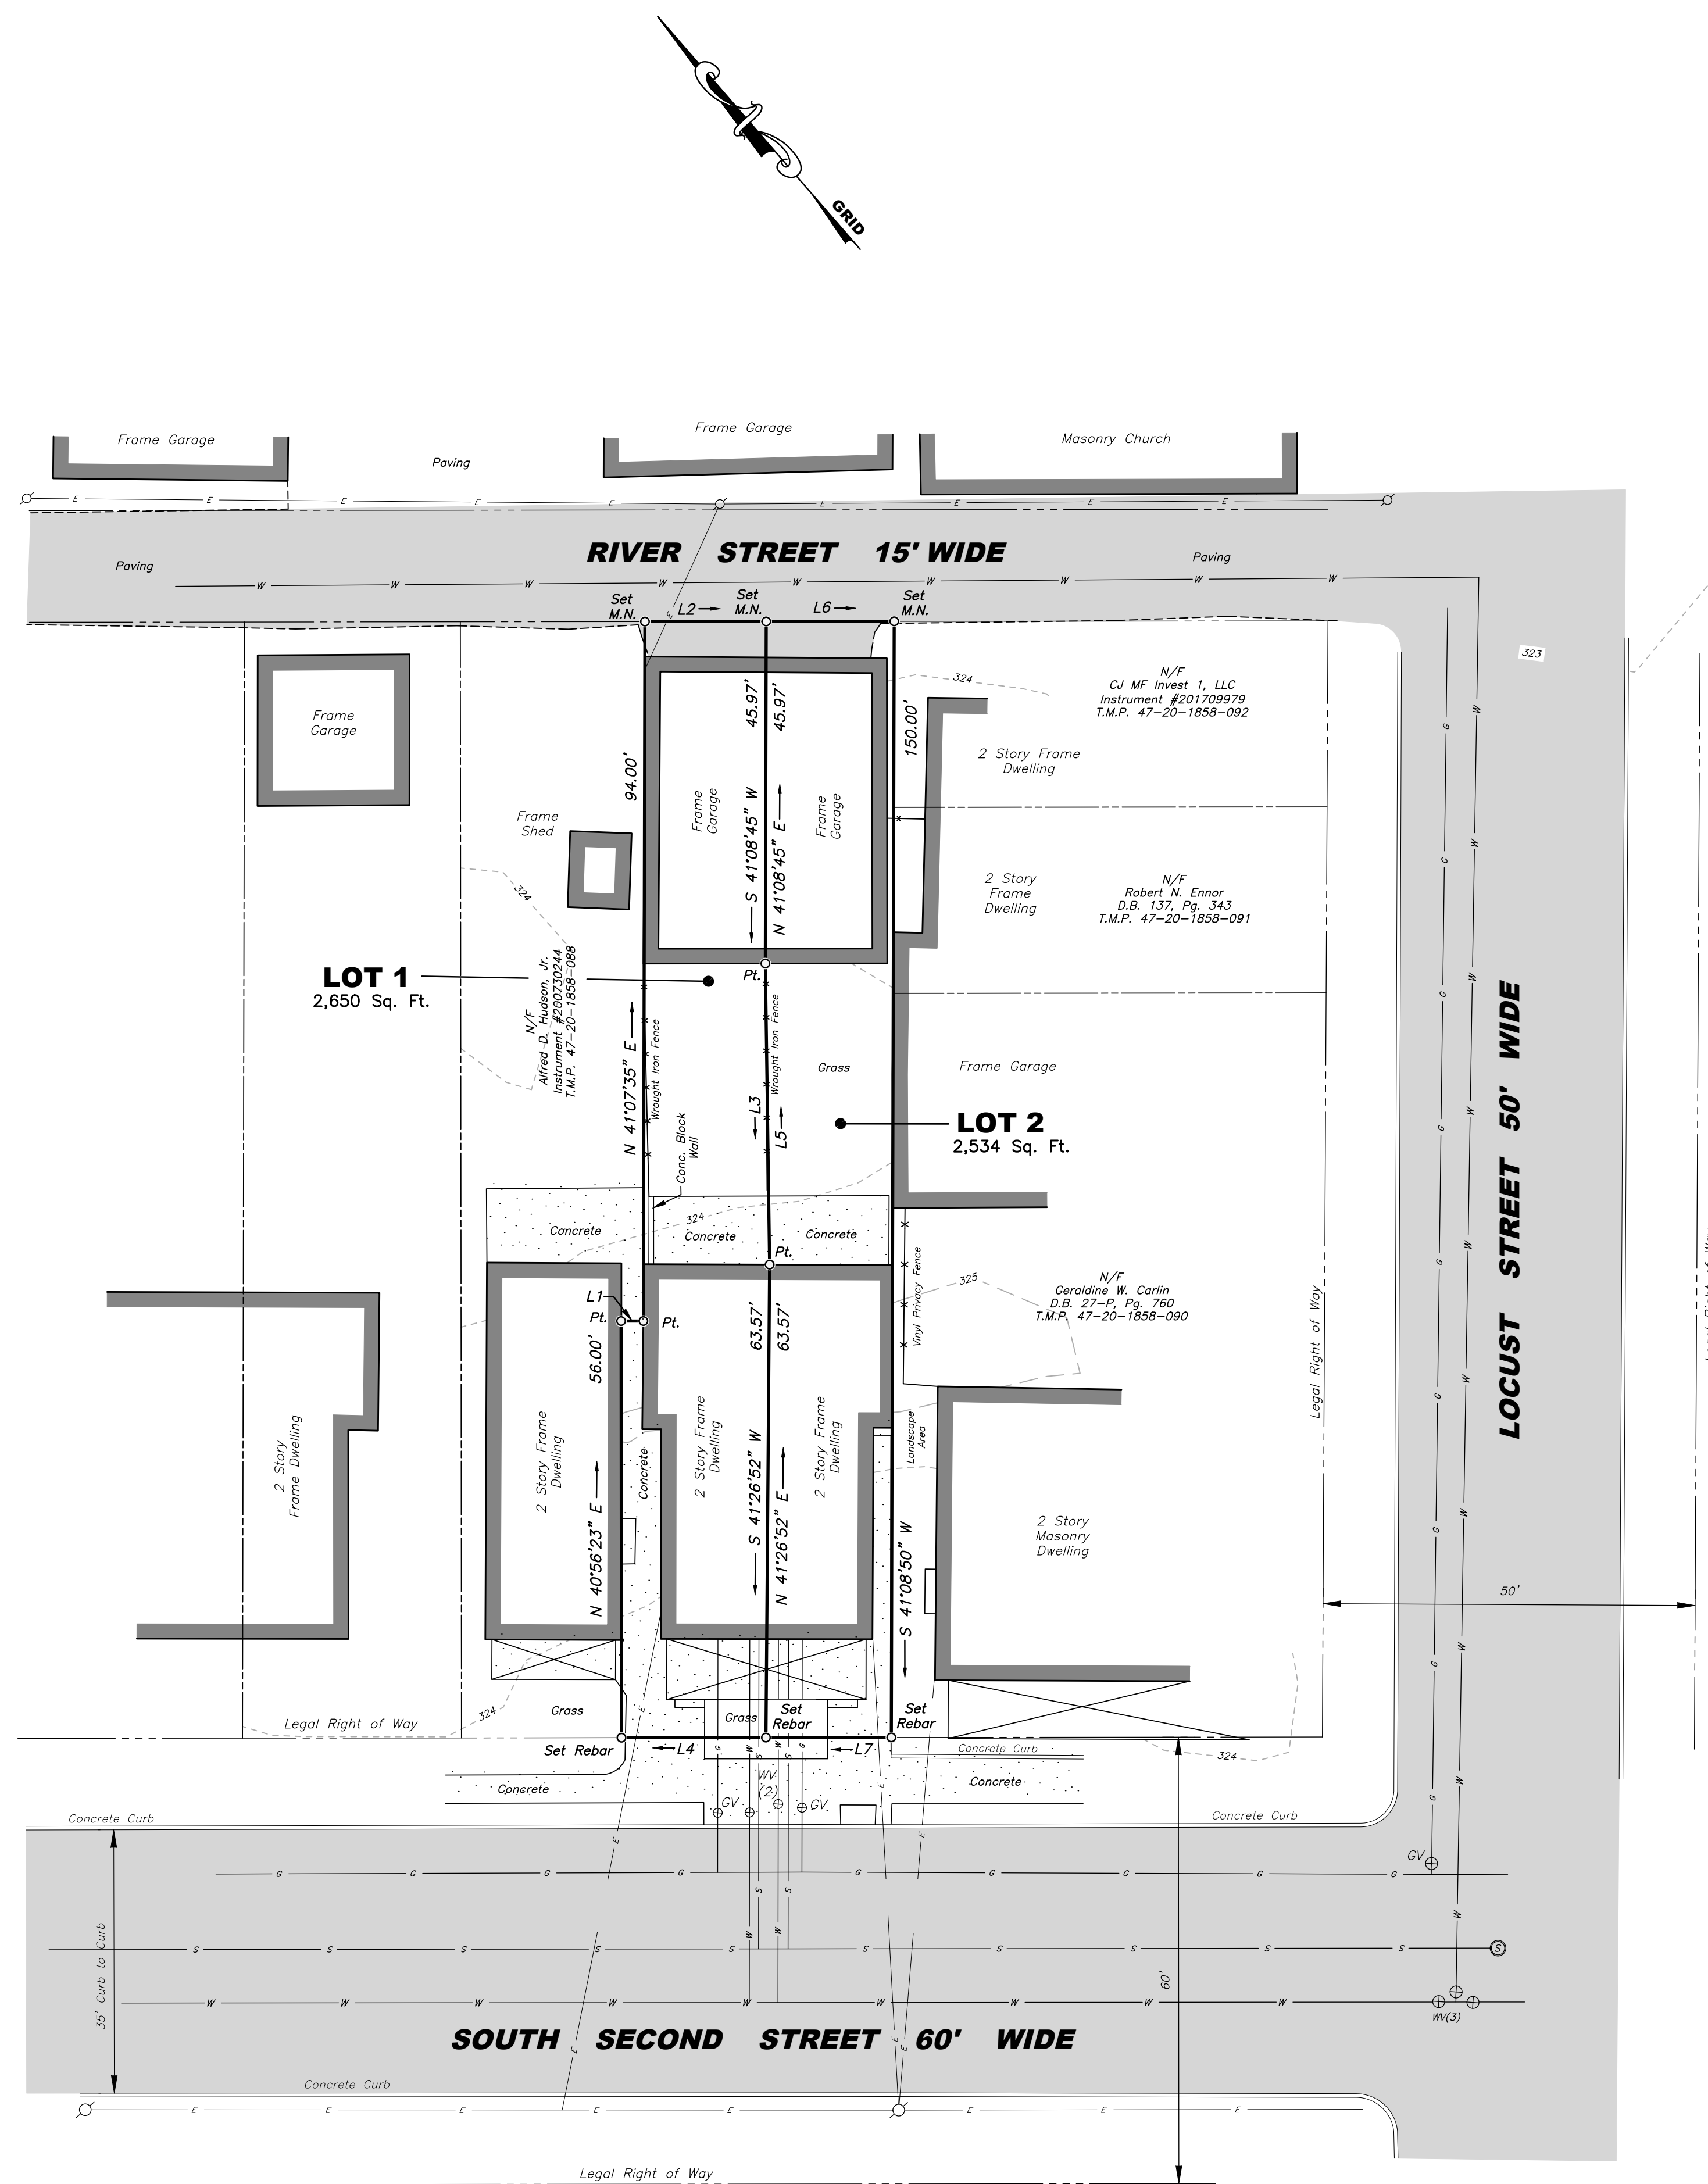 GRID
Frame Garage
Frame Garage
Masonry Church
Paving
E E E E E E E E E
RIVER STREET 15' WIDE
Paving
Paving
W W W W W W W W W
Set
M.N.
L2
Set
M.N.
L6
Set
M.N.
E
323
324
N/F
CJ MF Invest 1, LLC
Instrument #201709979
T.M.P. 47-20-1858-092
Frame
Garage
94.00'
45.97'
45.97'
150.00'
2 Story Frame
Dwelling
Frame
Shed
Frame
Garage
S 41°08'45" W
N 41°08'45" E
Frame
Garage
2 Story
Frame
Dwelling
N/F
Robert N. Ennor
D.B. 137, Pg. 343
T.M.P. 47-20-1858-091
324
LOT 1
2,650 Sq. Ft.
N/F
Alfred D. Hudson, Jr.
Instrument #200730244
T.M.P. 47-20-1858-088
Pt.
N 41°07'35" E
Wrought Iron Fence
Wrought Iron Fence
Grass
Frame Garage
L3
L5
LOT 2
2,534 Sq. Ft.
Conc. Block
Wall
LOCUST STREET 50' WIDE
G G G G G G G G G
W W W W W W W W W W
Concrete
324
Concrete
Concrete
Pt.
Vinyl Privacy Fence
325
N/F
Geraldine W. Carlin
D.B. 27-P, Pg. 760
T.M.P. 47-20-1858-090
Legal Right of Way
L1
Pt.
Pt.
56.00'
63.57'
63.57'
2 Story
Frame Dwelling
2 Story Frame
Dwelling
N 40°56'23" E
Concrete
2 Story Frame
Dwelling
S 41°26'52" W
N 41°26'52" E
2 Story Frame
Dwelling
S 41°08'50" W
Landscape
Area
2 Story
Masonry
Dwelling
50'
Legal Right of Way
324
Grass
Grass
Set
Rebar
Set
Rebar
Set Rebar
L4
L7
Concrete Curb
324
Concrete
WV
(2)
GV
GV
Concrete
Concrete Curb
Concrete Curb
GV
G G G G G G G G G
35' Curb to Curb
S S S S S S S S S S
S
60'
W W W W W W W W W
WV(3)
SOUTH SECOND STREET 60' WIDE
Concrete Curb
E E E E E E E E
Legal Right of Way